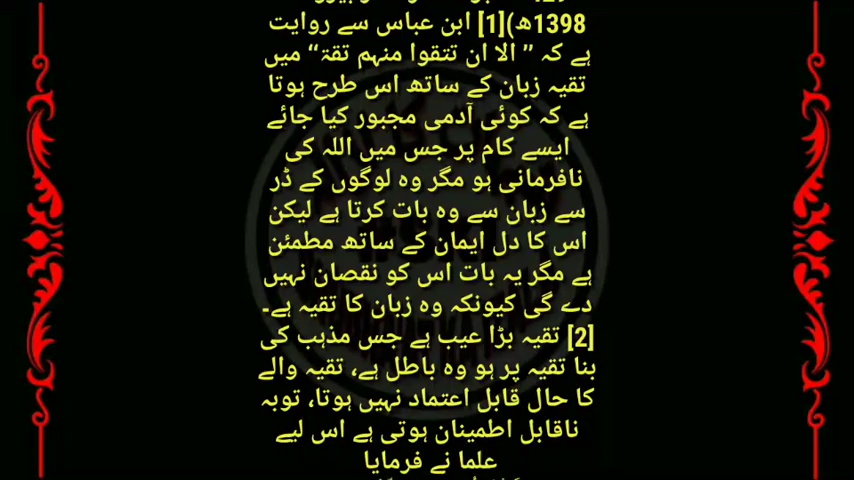 1398ھ)[1] ابن عباس سے روایت
ہے کہ ’’ الا ان تتقوا منہم تقۃ‘‘ میں
تقیہ زبان کے ساتھ اس طرح ہوتا
ہے کہ کوئی آدمی مجبور کیا جائے
ایسے کام پر جس میں اللہ کی
نافرمانی ہو مگر وہ لوگوں کے ڈر
سے زبان سے وہ بات کرتا ہے لیکن
اس کا دل ایمان کے ساتھ مطمئن
ہے مگر یہ بات اس کو نقصان نہیں
دے گی کیونکہ وہ زبان کا تقیہ ہے۔
[2] تقیہ بڑا عیب ہے جس مذہب کی
بنا تقیہ پر ہو وہ باطل ہے، تقیہ والے
کا حال قابل اعتماد نہیں ہوتا، توبہ
ناقابل اطمینان ہوتی ہے اس لیے
علما نے فرمایا